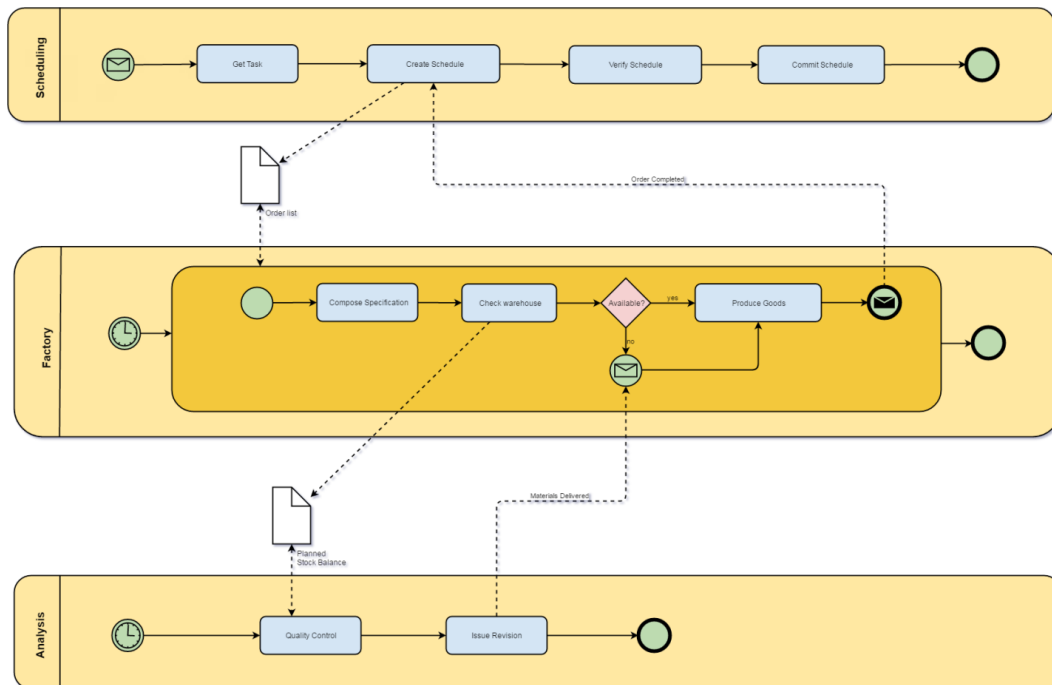 Scheduling
Get Task
Create Schedule
Verify Schedule
Commit Schedule
Order list
Order Completed
Factory
Compose Specification
Check warehouse
Available?
yes
no
Produce Goods
Materials Delivered
Planned
Stock Balance
Analysis
Quality Control
Issue Revision